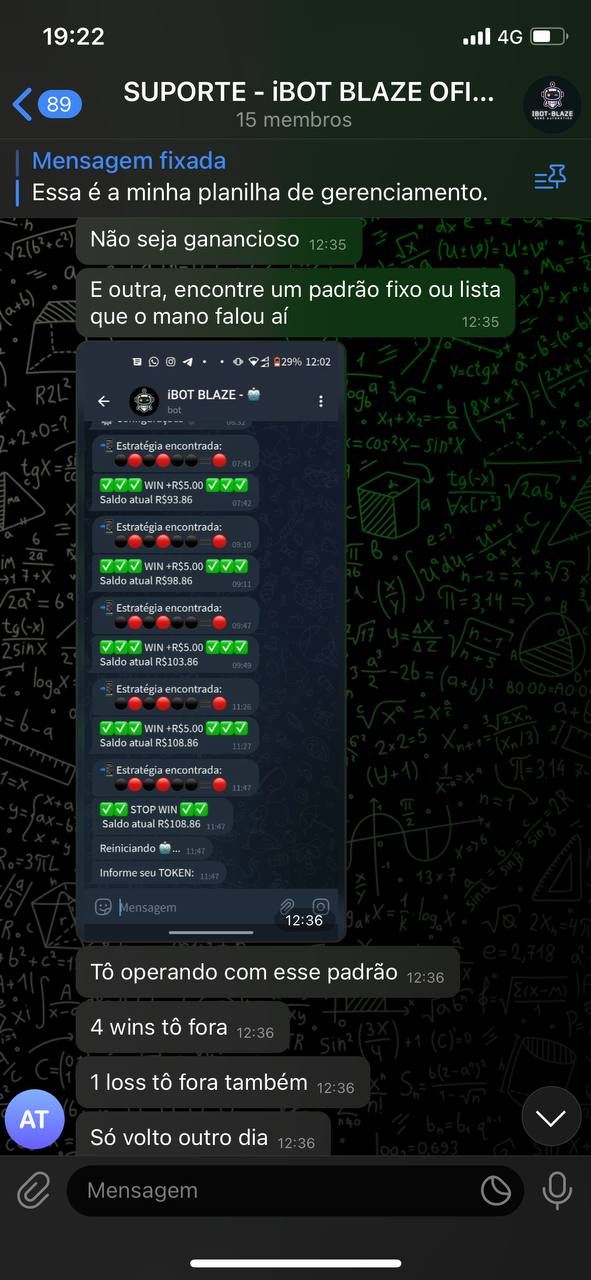 19:22
4G
89
SUPORTE - iBOT BLAZE OFI...
15 membros
IBOT-BLAZE
Mensagem fixada
Essa é a minha planilha de gerenciamento.
Não seja ganancioso 12:35
E outra, encontre um padrão fixo ou lista
que o mano falou aí 12:35
29% 12:02
iBOT BLAZE -
bot
Estratégia encontrada:
07:41
WIN +R$5.00
Saldo atual R$93.86 07:42
Estratégia encontrada:
09:10
WIN +R$5.00
Saldo atual R$98.86 09:11
Estratégia encontrada:
09:47
WIN +R$5.00
Saldo atual R$103.86 09:49
Estratégia encontrada:
11:26
WIN +R$5.00
Saldo atual R$108.86 11:27
Estratégia encontrada:
11:47
STOP WIN
Saldo atual R$108.86 11:47
Reiniciando ... 11:47
Informe seu TOKEN: 11:47
Mensagem
12:36
Tô operando com esse padrão 12:36
4 wins tô fora 12:36
1 loss tô fora também 12:36
AT
Só volto outro dia 12:36
Mensagem